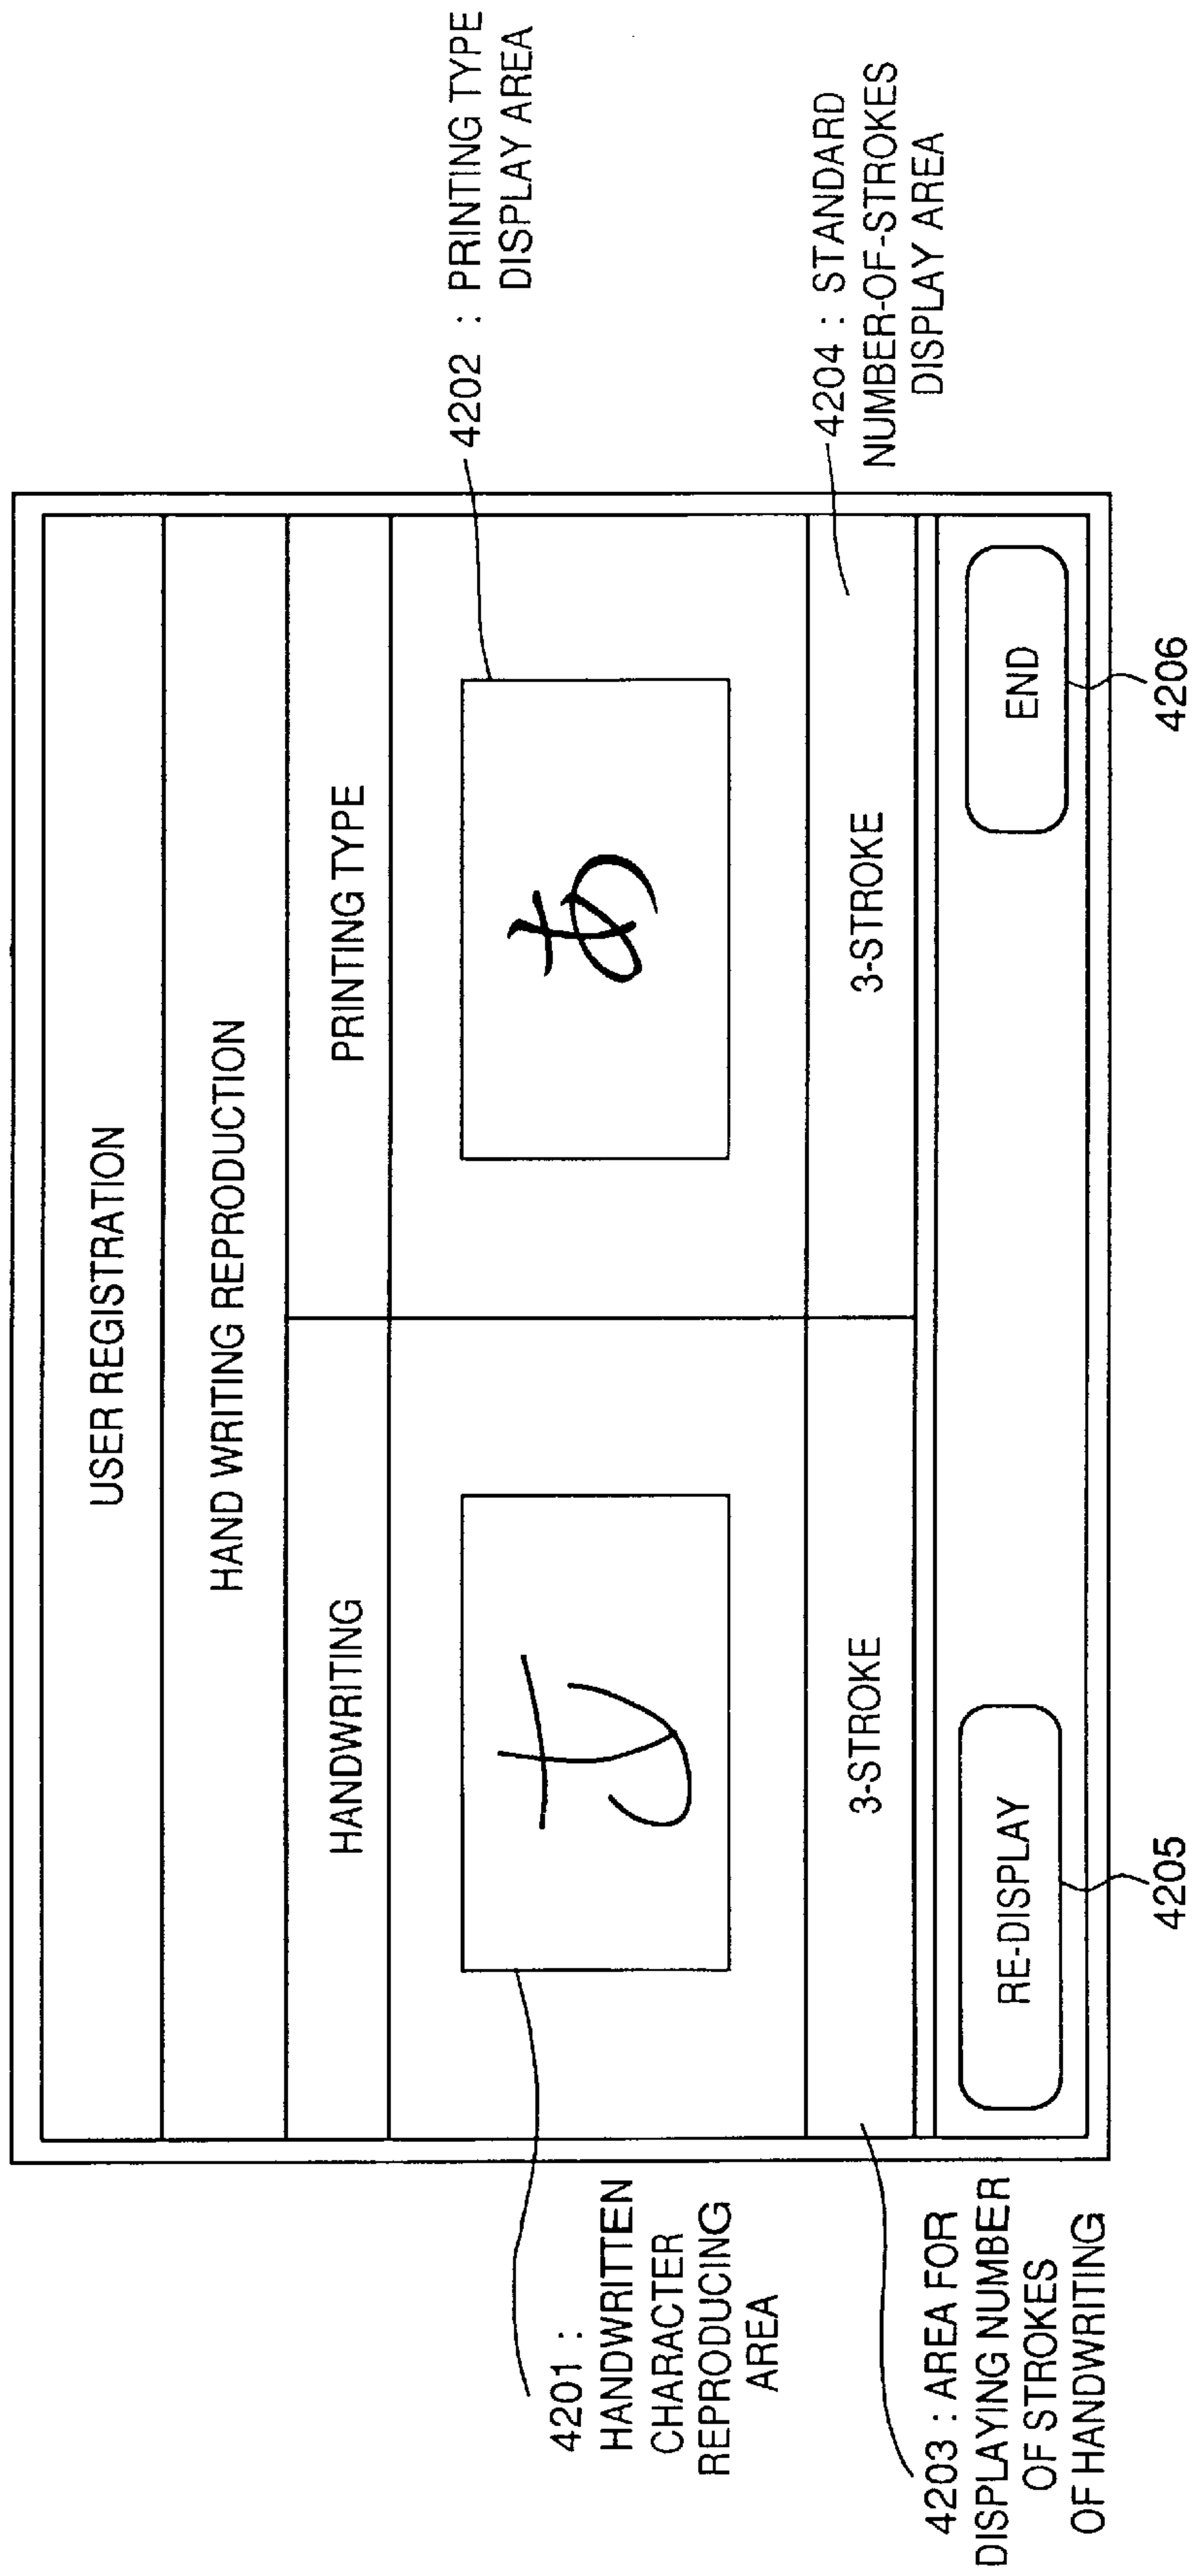 USER REGISTRATION
HAND WRITING REPRODUCTION
HANDWRITING
PRINTING TYPE
あ
3-STROKE
3-STROKE
RE-DISPLAY
END
4201 :
HANDWRITTEN
CHARACTER
REPRODUCING
AREA
4202 : PRINTING TYPE
DISPLAY AREA
4203 : AREA FOR
DISPLAYING NUMBER
OF STROKES
OF HANDWRITING
4204 : STANDARD
NUMBER-OF-STROKES
DISPLAY AREA
4205
4206